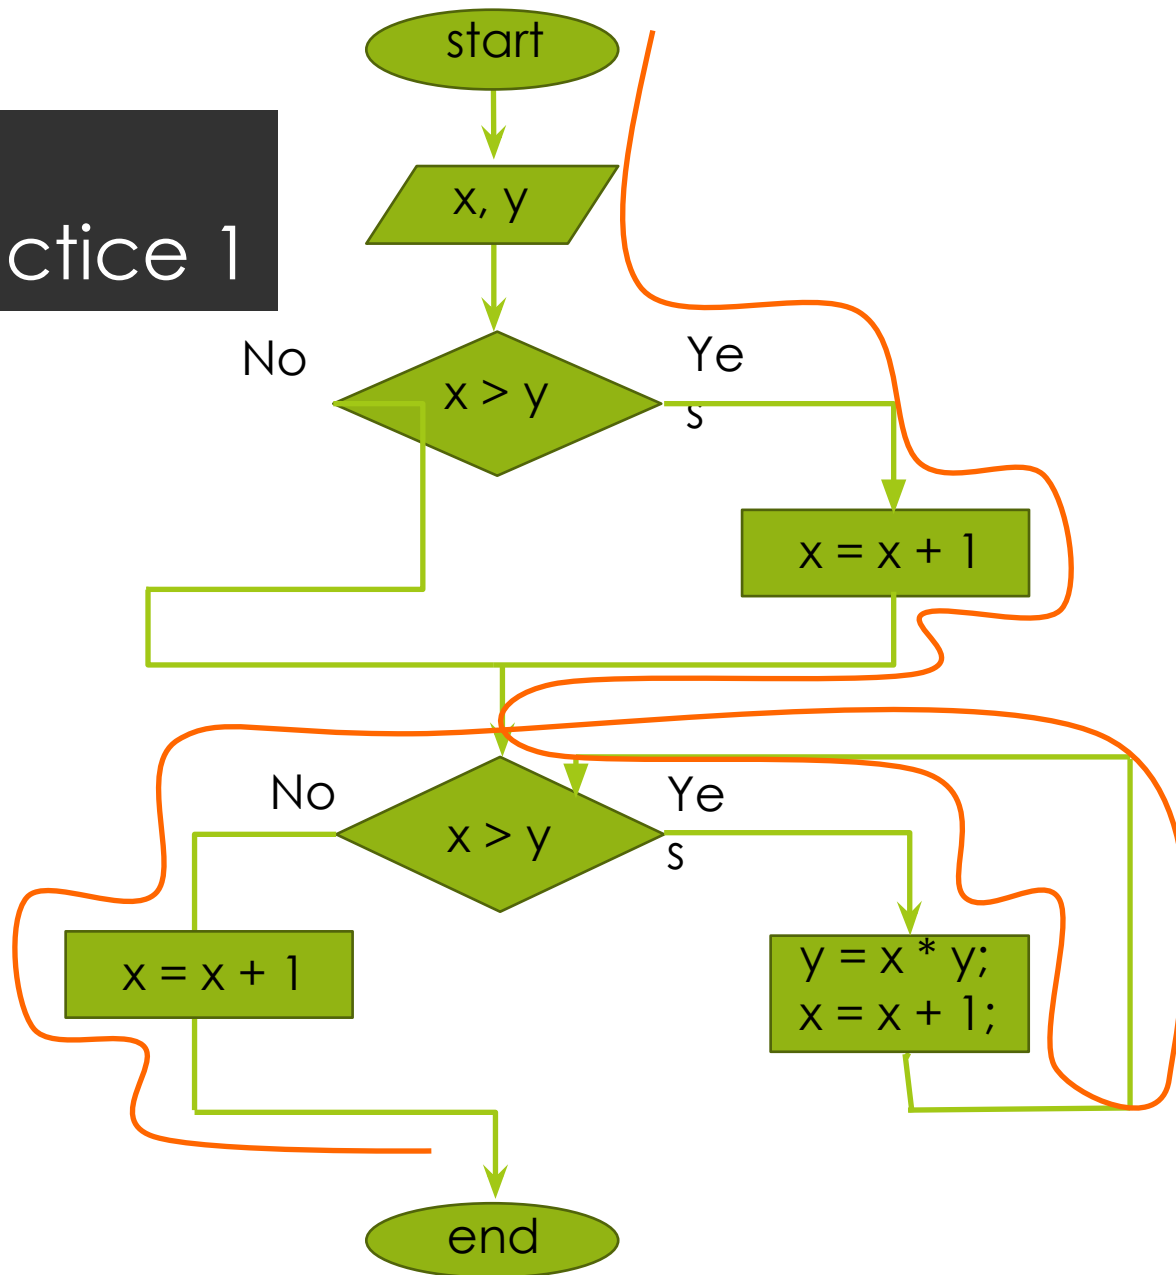 start
x, y
ctice 1
No
x > y
Ye
s
x = x + 1
No
x > y
Ye
s
x = x + 1
y = x * y;
x = x + 1;
end